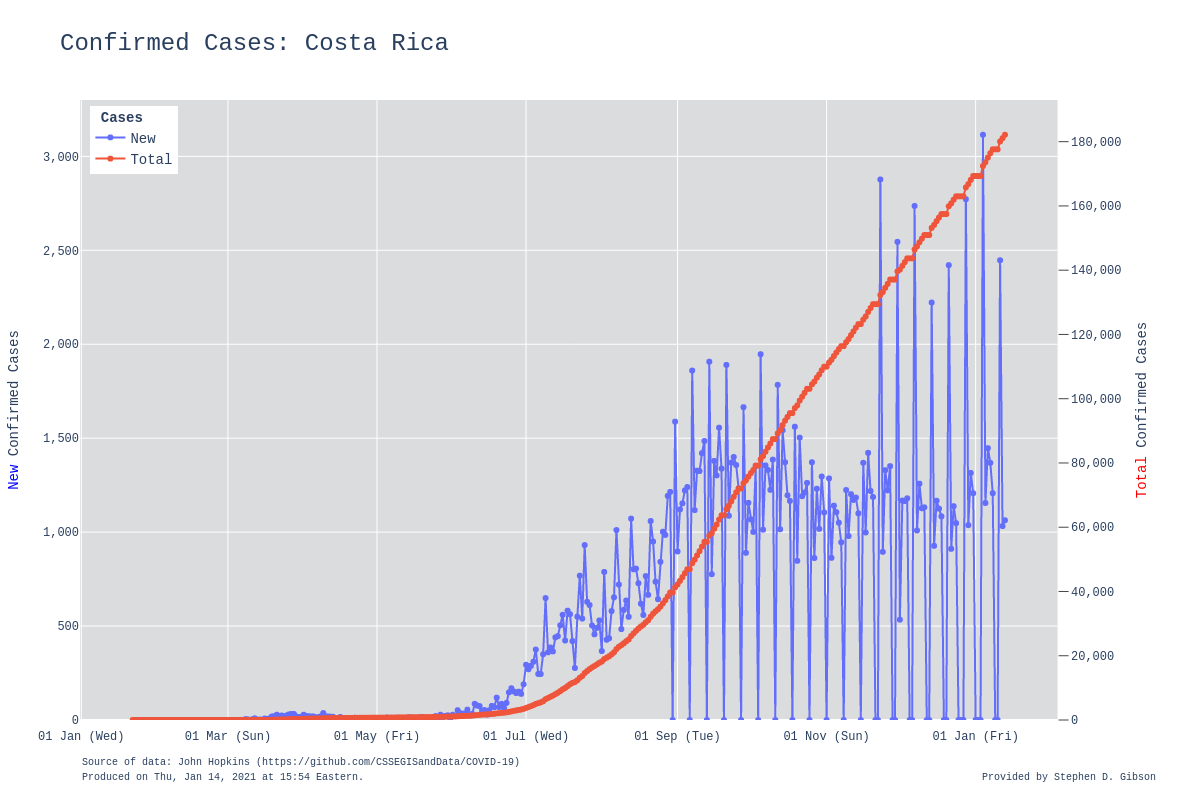 Confirmed Cases: Costa Rica
Cases
New
Total
3,000
2,500
2,000
1,500
1,000
500
0
New Confirmed Cases
180,000
160,000
140,000
120,000
100,000
80,000
60,000
40,000
20,000
0
Total Confirmed Cases
01 Jan (Wed) 01 Mar (Sun) 01 May (Fri) 01 Jul (Wed) 01 Sep (Tue) 01 Nov (Sun) 01 Jan (Fri)
Source of data: John Hopkins (https://github.com/CSSEGISandData/COVID-19)
Produced on Thu, Jan 14, 2021 at 15:54 Eastern.
Provided by Stephen D. Gibson